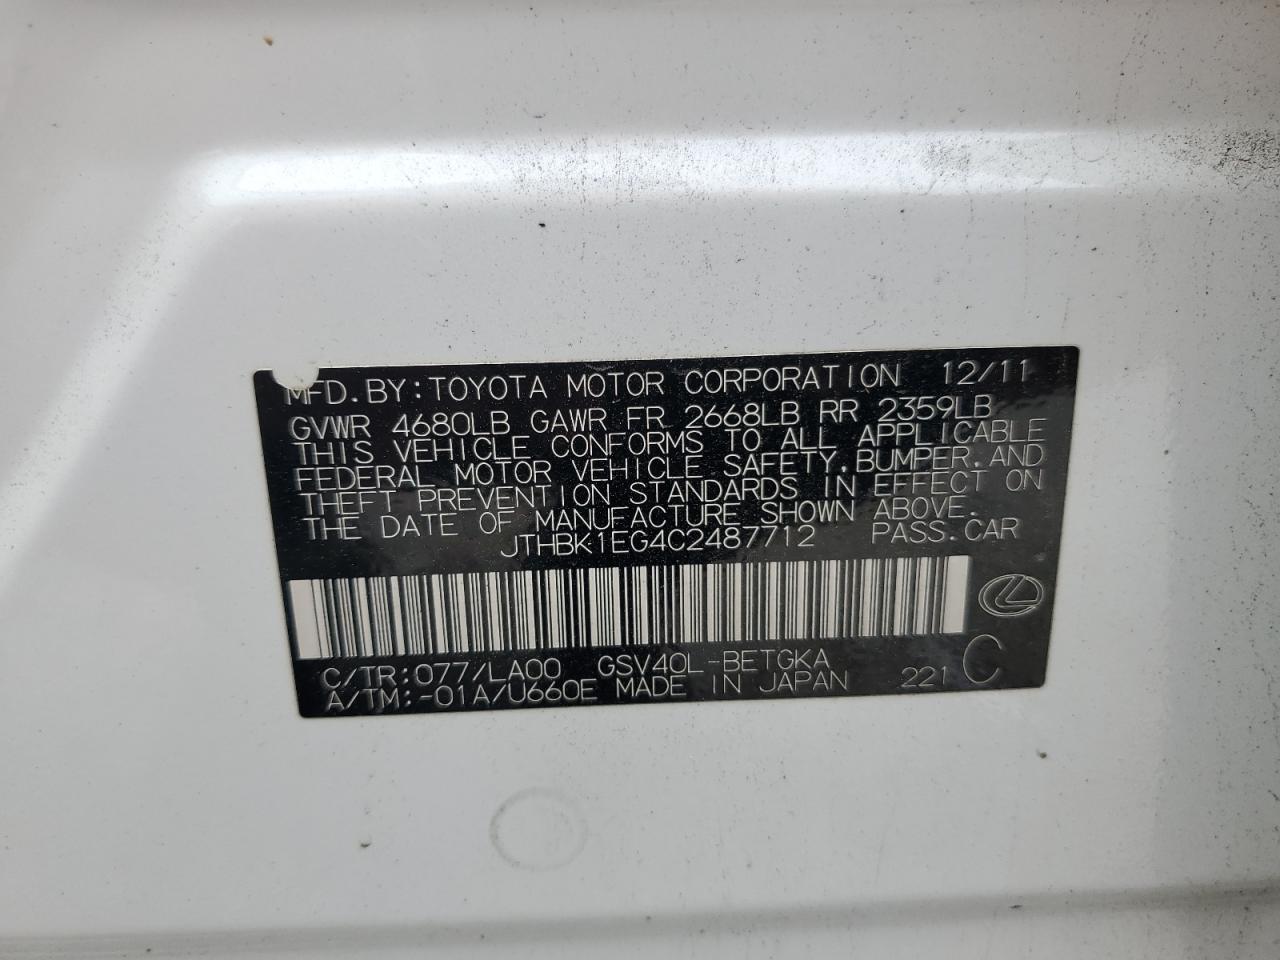 MFD. BY: TOYOTA MOTOR CORPORATION 12/11
GVWR 4680LB GAWR FR 2668LB RR 2359LB
THIS VEHICLE CONFORMS TO ALL APPLICABLE
FEDERAL MOTOR VEHICLE SAFETY, BUMPER, AND
THEFT PREVENTION STANDARDS IN EFFECT ON
THE DATE OF MANUFACTURE SHOWN ABOVE.
JTHBK1EG4C2487712 PASS. CAR
C/TR: 077/LA00 GSV40L-BETGKA
A/TM: -01A/U660E MADE IN JAPAN 221 C